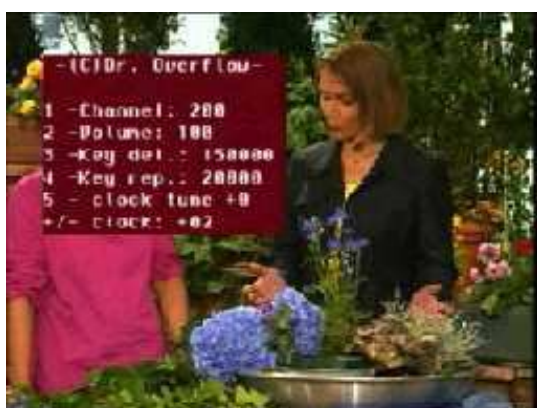 -(C)Dr. Overflow-
1 -Channel: 200
2 -Volume: 100
3 -Key del.: 150000
4 -Key rep.: 20000
5 - clock tune +0
+/- clock: +02